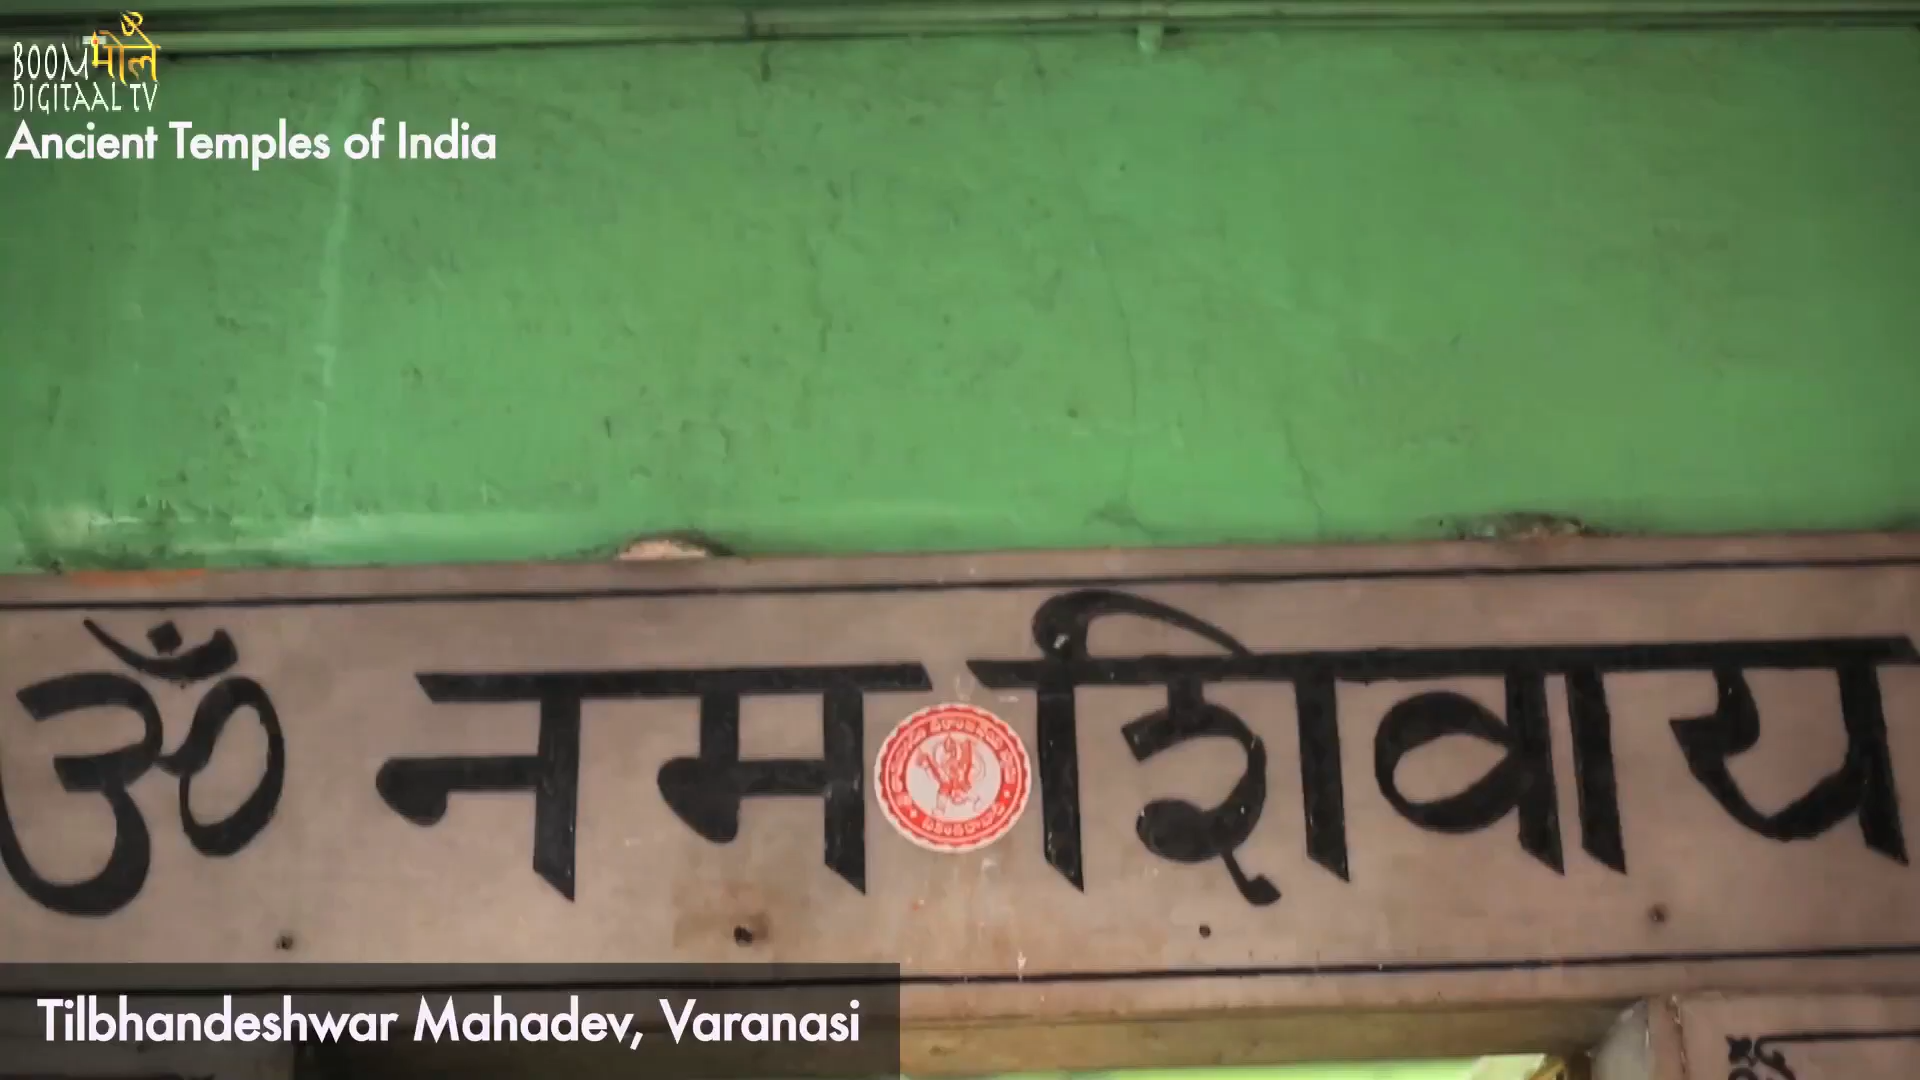 BOOM भोले
DIGITAAL TV
Ancient Temples of India
ॐ नम शिवाय
Tilbhandeshwar Mahadev, Varanasi